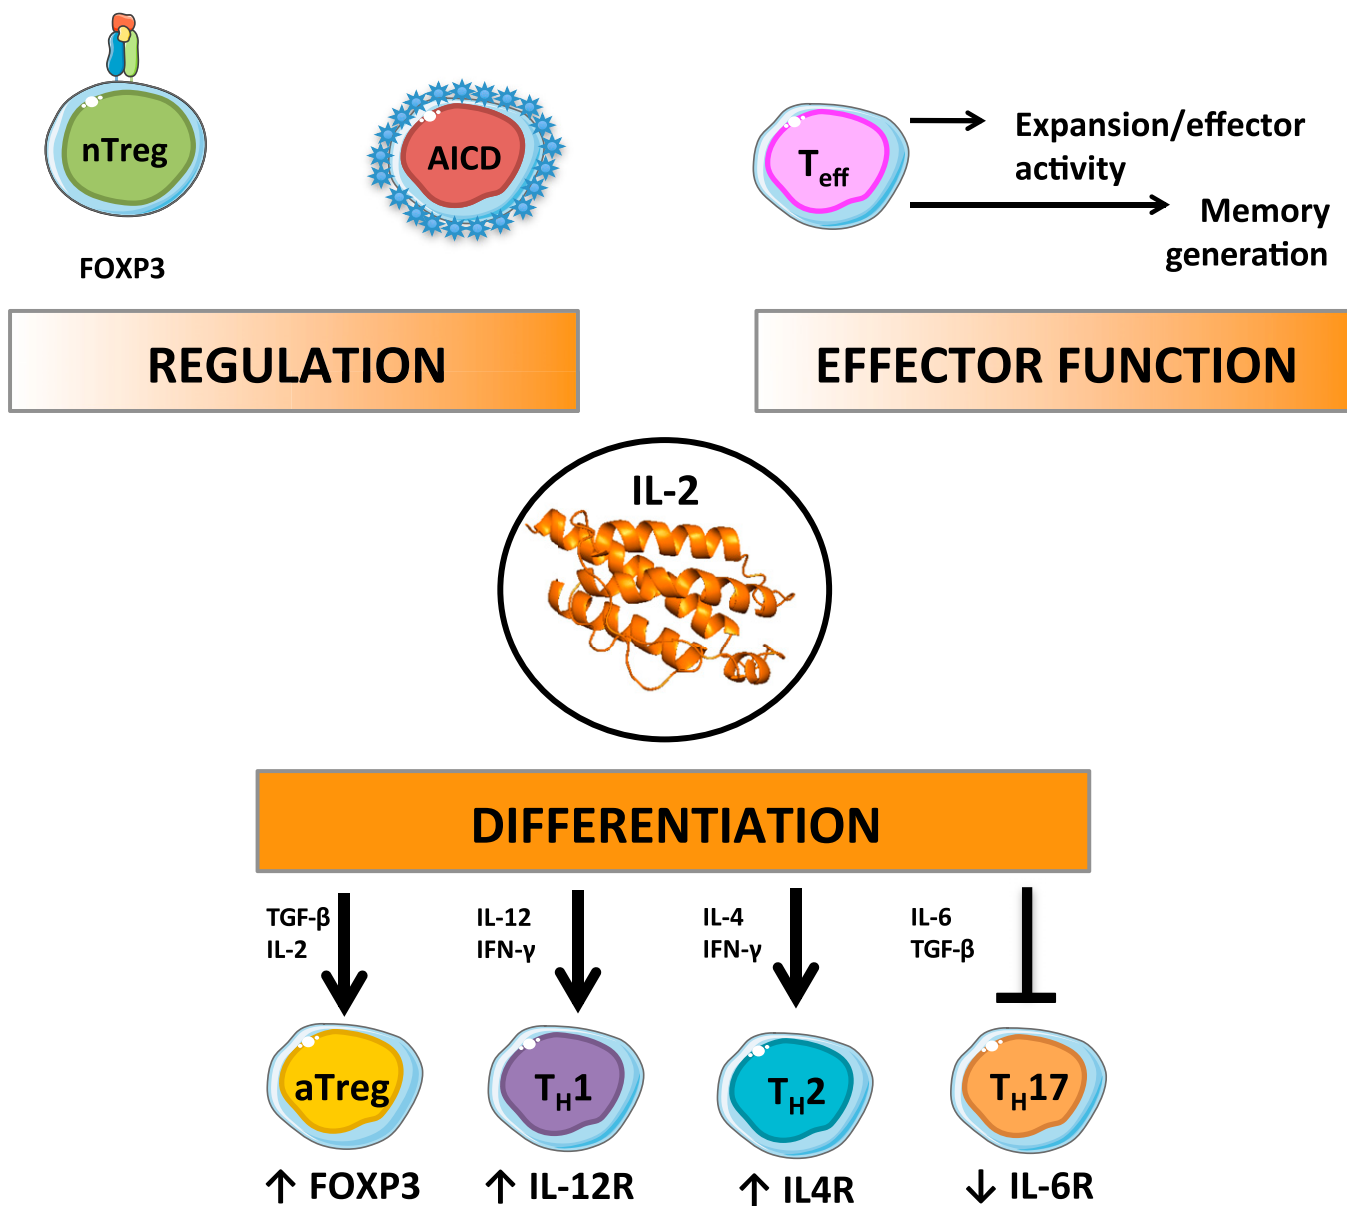 nTreg
FOXP3
AICD
Teff
Expansion/effector
activity
Memory
generation
REGULATION
EFFECTOR FUNCTION
IL-2
DIFFERENTIATION
TGF-β
IL-2
IL-12
IFN-γ
IL-4
IFN-γ
IL-6
TGF-β
aTreg
TH1
TH2
TH17
↑ FOXP3
↑ IL-12R
↑ IL4R
↓ IL-6R